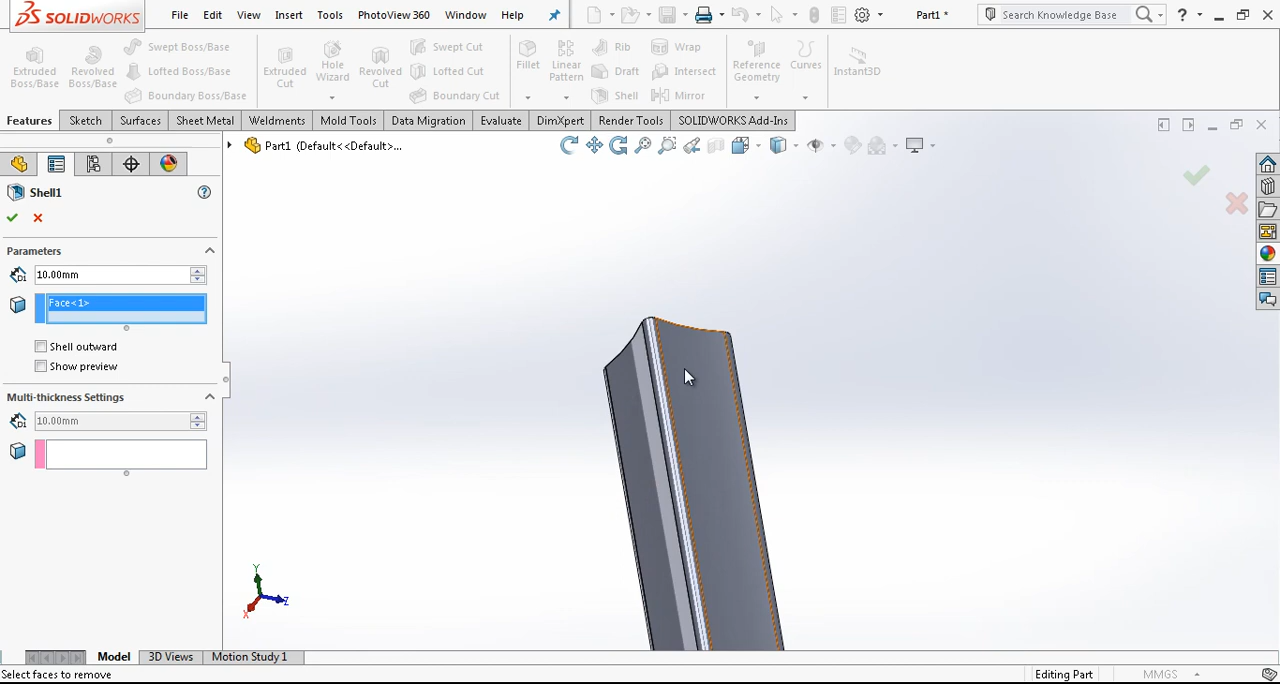 SOLIDWORKS File Edit View Insert Tools PhotoView 360 Window Help Part1 * Search Knowledge Base ?
Extruded Boss/Base
Revolved Boss/Base
Swept Boss/Base
Lofted Boss/Base
Boundary Boss/Base
Extruded Cut
Hole Wizard
Revolved Cut
Swept Cut
Lofted Cut
Boundary Cut
Fillet
Linear Pattern
Rib
Draft
Shell
Wrap
Intersect
Mirror
Reference Geometry
Curves
Instant3D
Features Sketch Surfaces Sheet Metal Weldments Mold Tools Data Migration Evaluate DimXpert Render Tools SOLIDWORKS Add-Ins
Part1 (Default<<Default>...
Shell1 ?
Parameters
D1 10.00mm
Face<1>
Shell outward
Show preview
Multi-thickness Settings
D1 10.00mm
Y
X
Z
Model 3D Views Motion Study 1
Select faces to remove Editing Part MMGS